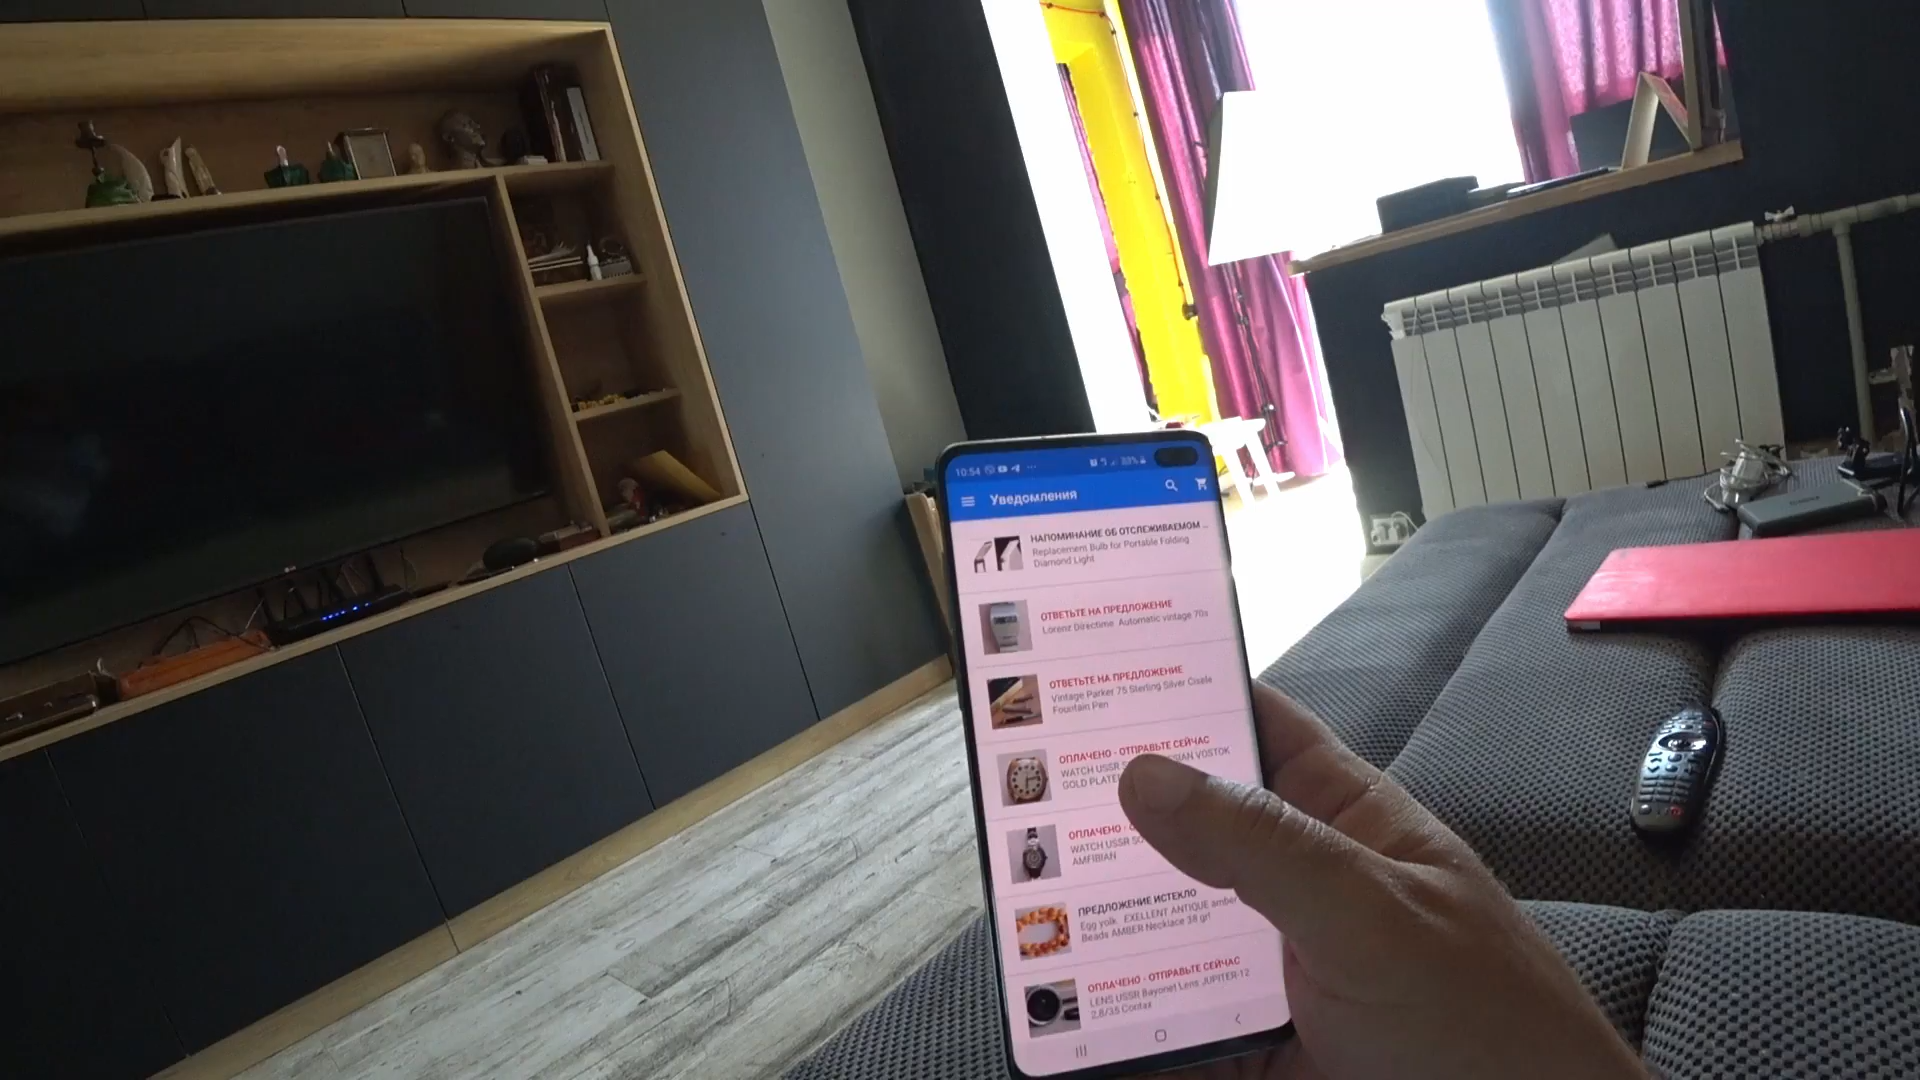 10:54
33%
Уведомления
НАПОМИНАНИЕ ОБ ОТСЛЕЖИВАЕМОМ ...
Replacement Bulb for Portable Folding
Diamond Light
ОТВЕТЬТЕ НА ПРЕДЛОЖЕНИЕ
Lorenz Directime Automatic vintage 70s
ОТВЕТЬТЕ НА ПРЕДЛОЖЕНИЕ
Vintage Parker 75 Sterling Silver Cisele
Fountain Pen
ОПЛАЧЕНО - ОТПРАВЬТЕ СЕЙЧАС
WATCH USSR VOSTOK
GOLD
ОПЛАЧЕНО -
WATCH USSR
AMFIBIAN
ПРЕДЛОЖЕНИЕ ИСТЕКЛО
Egg yolk EXELLENT ANTIQUE amber
Beads AMBER Necklace 38 gr!
ОПЛАЧЕНО - ОТПРАВЬТЕ СЕЙЧАС
LENS USSR Bayonet Lens JUPITER-12
2,8/35 Contax